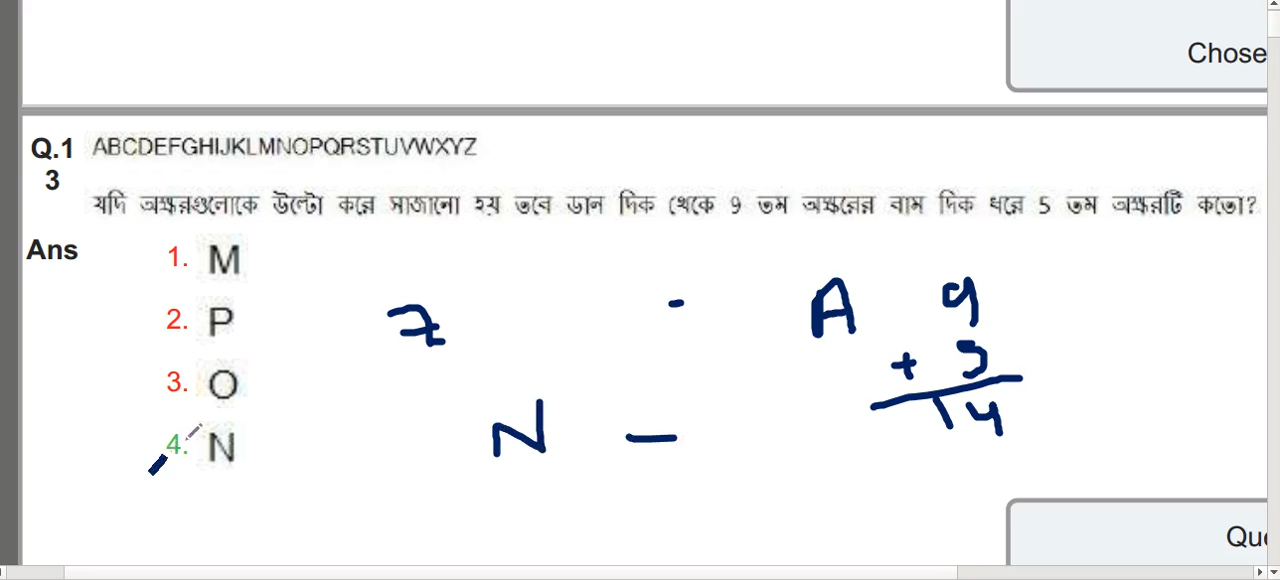 Chose
Q.1 ABCDEFGHIJKLMNOPQRSTUVWXYZ
3
যদি অক্ষরগুলোকে উল্টো করে সাজানো হয় তবে ডান দিক থেকে 9 তম অক্ষরের বাম দিক ধরে 5 তম অক্ষরটি কতো?
Ans
1. M
2. P
3. O
4. N
Z - A 9
+ 5
14
N —
Que